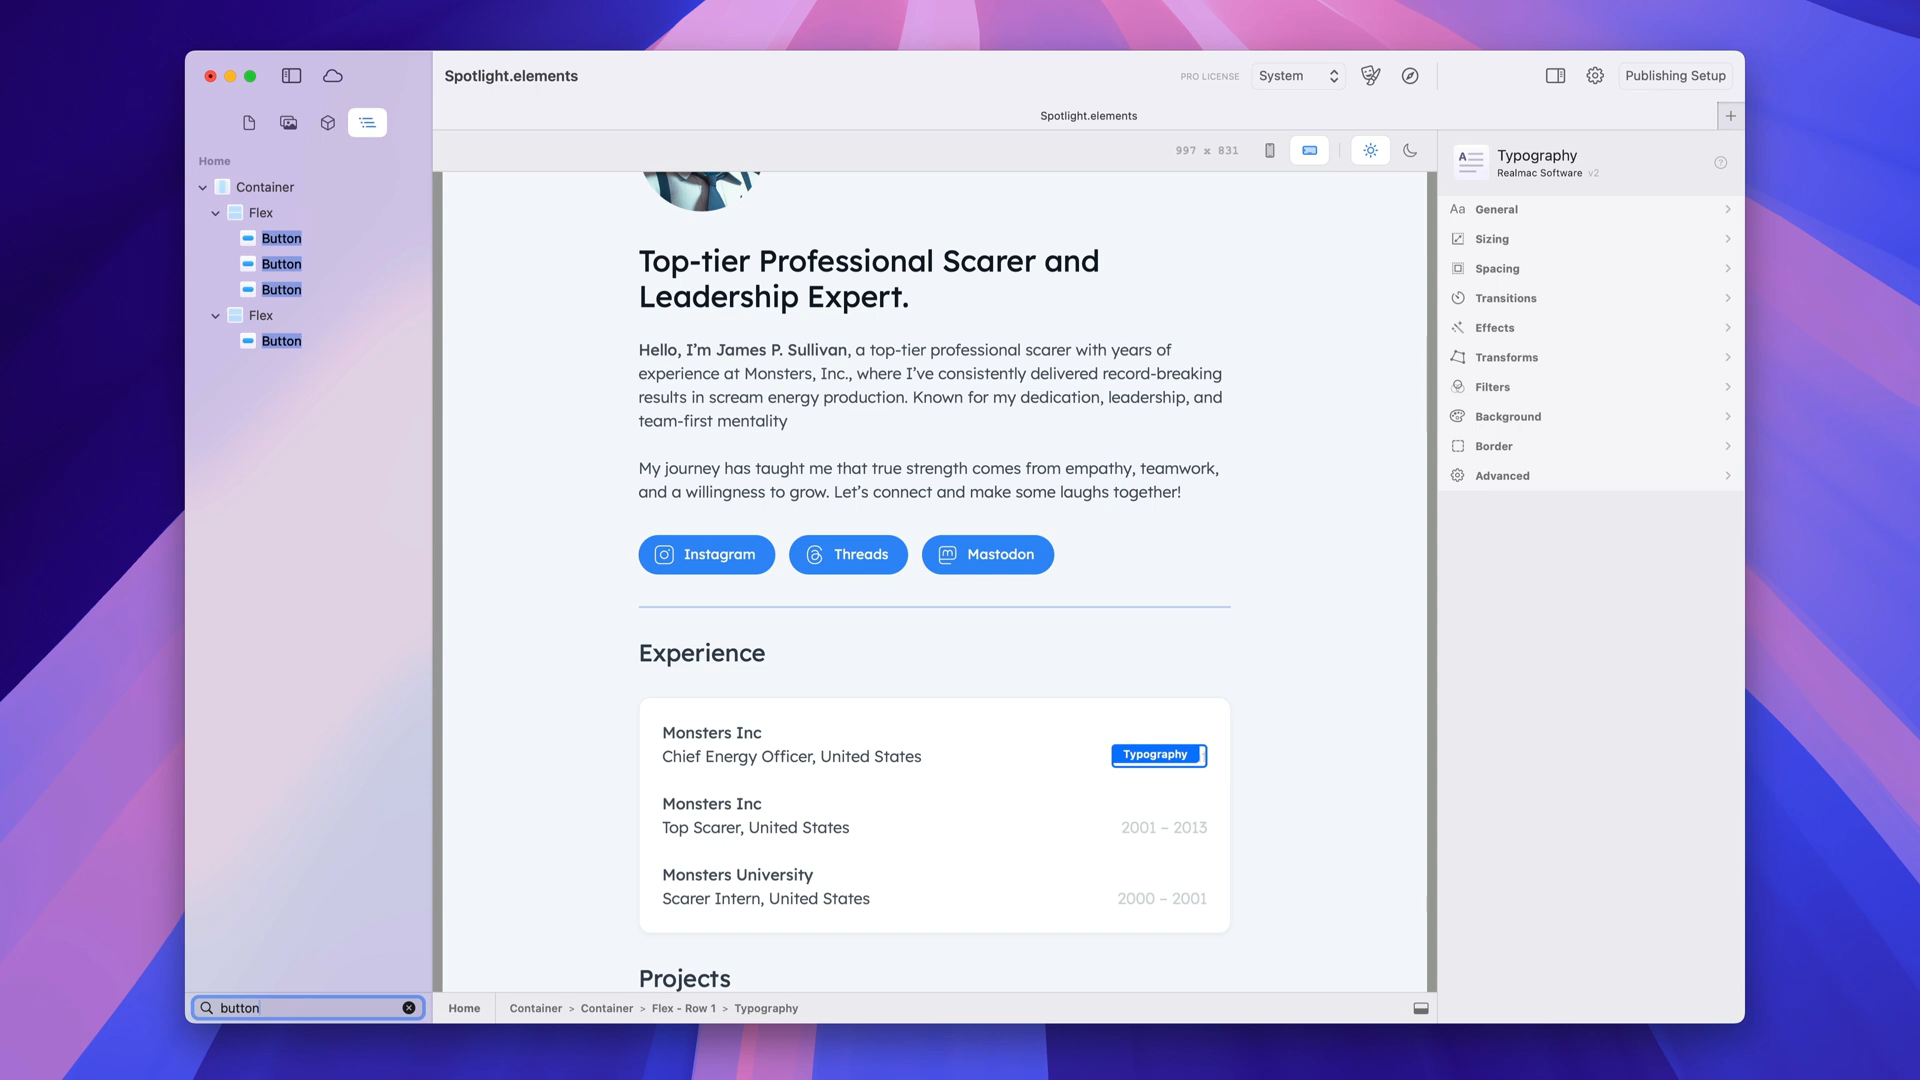 Spotlight.elements
PRO LICENSE
System
Publishing Setup
Spotlight.elements
997 x 831
Home
Container
Flex
Button
Button
Button
Flex
Button
button
Top-tier Professional Scarer and
Leadership Expert.
Hello, I’m James P. Sullivan, a top-tier professional scarer with years of
experience at Monsters, Inc., where I’ve consistently delivered record-breaking
results in scream energy production. Known for my dedication, leadership, and
team-first mentality
My journey has taught me that true strength comes from empathy, teamwork,
and a willingness to grow. Let’s connect and make some laughs together!
Instagram
Threads
Mastodon
Experience
Monsters Inc
Chief Energy Officer, United States
Typography
Monsters Inc
Top Scarer, United States
2001 – 2013
Monsters University
Scarer Intern, United States
2000 – 2001
Projects
Home
Container > Container > Flex - Row 1 > Typography
Typography
Realmac Software v2
Aa General
Sizing
Spacing
Transitions
Effects
Transforms
Filters
Background
Border
Advanced